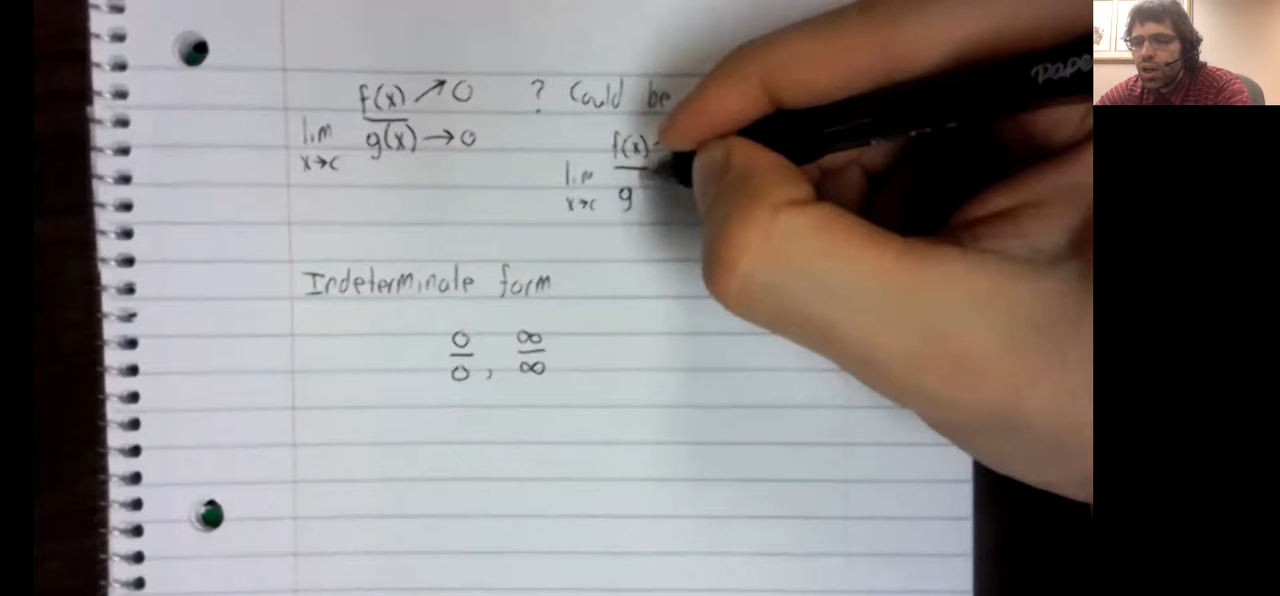 f(x) ↗ 0 ? Could be
lim x→c g(x) → 0
f(x)
lim x→c g
Indeterminate form
0/0, ∞/∞